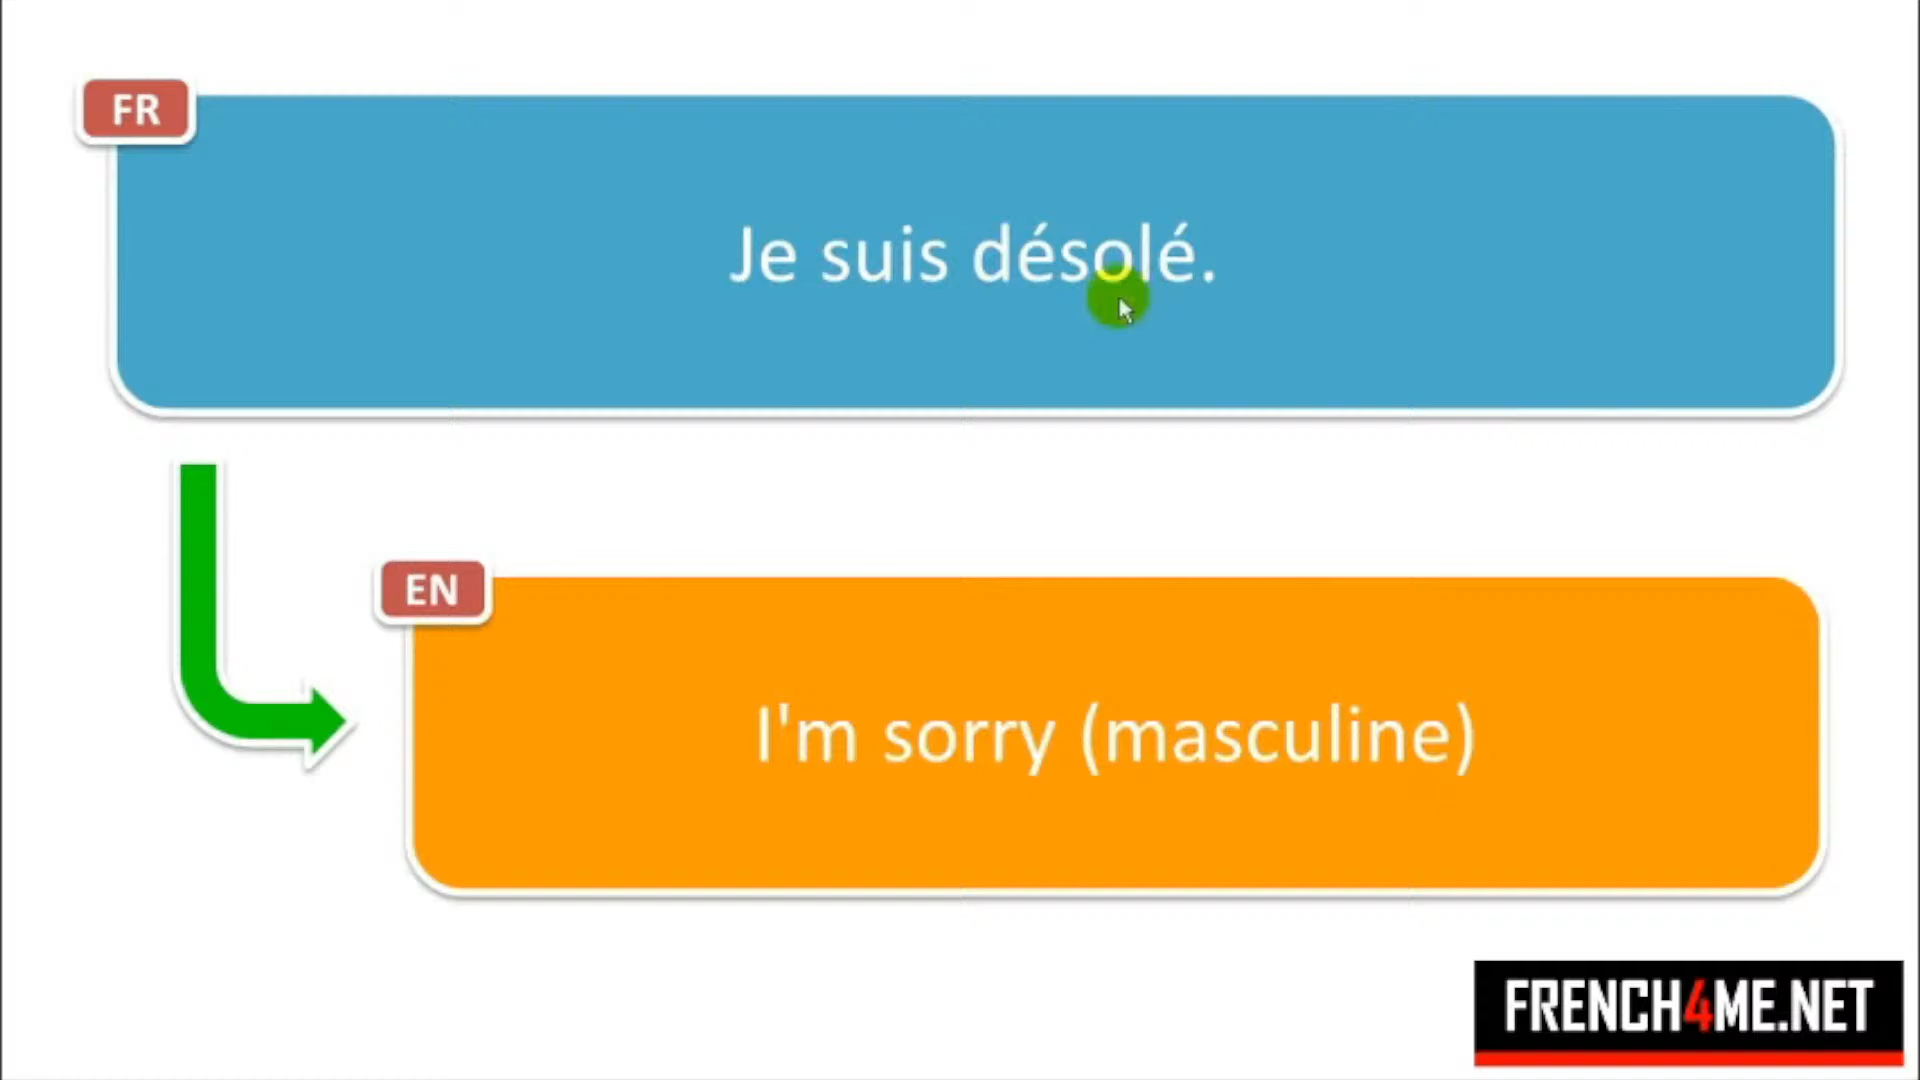 FR
Je suis désolé.
EN
I'm sorry (masculine)
FRENCH4ME.NET